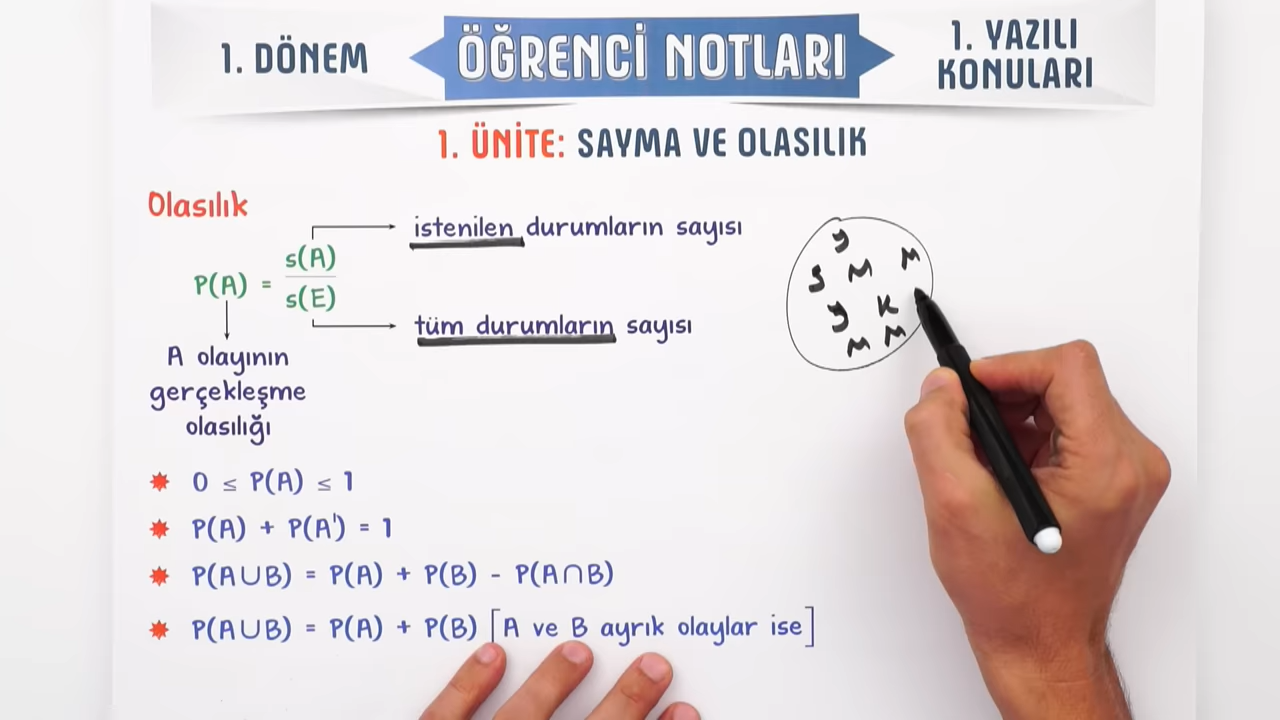 1. DÖNEM
ÖĞRENCİ NOTLARI
1. YAZILI
KONULARI
1. ÜNİTE: SAYMA VE OLASILIK
Olasılık
P(A) = s(A) / s(E)
istenilen durumların sayısı
tüm durumların sayısı
A olayının
gerçekleşme
olasılığı
0 ≤ P(A) ≤ 1
P(A) + P(A') = 1
P(A∪B) = P(A) + P(B) - P(A∩B)
P(A∪B) = P(A) + P(B) [A ve B ayrık olaylar ise]
y
M
M
K
M
M